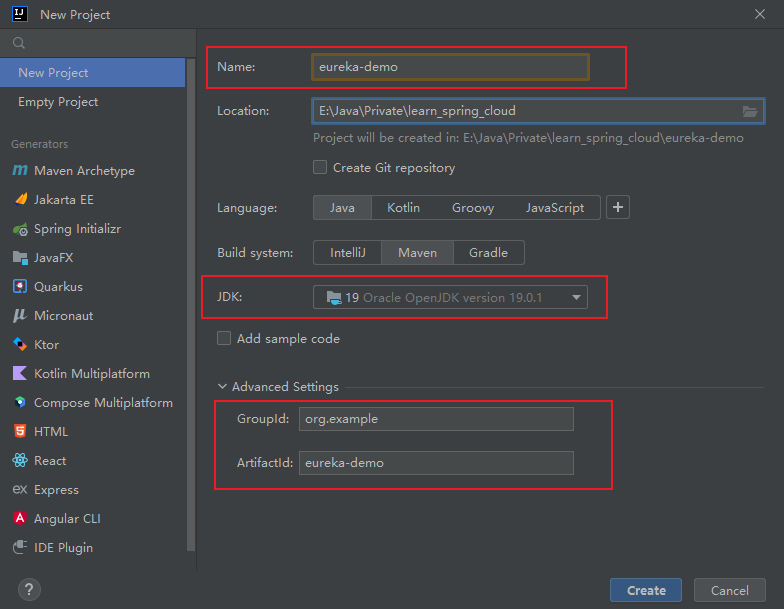 New Project
New Project
Empty Project
Generators
Maven Archetype
Jakarta EE
Spring Initializr
JavaFX
Quarkus
Micronaut
Ktor
Kotlin Multiplatform
Compose Multiplatform
HTML
React
Express
Angular CLI
IDE Plugin
Name: eureka-demo
Location: E:\Java\Private\learn_spring_cloud
Project will be created in: E:\Java\Private\learn_spring_cloud\eureka-demo
Create Git repository
Language: Java Kotlin Groovy JavaScript +
Build system: IntelliJ Maven Gradle
JDK: 19 Oracle OpenJDK version 19.0.1
Add sample code
Advanced Settings
GroupId: org.example
ArtifactId: eureka-demo
? Create Cancel